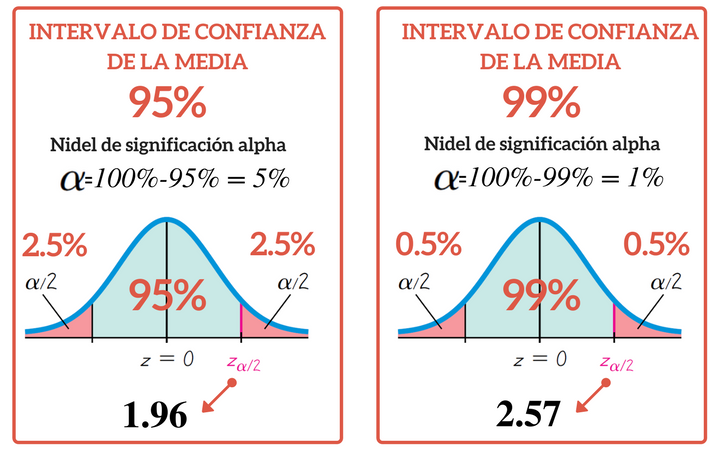 INTERVALO DE CONFIANZA
DE LA MEDIA
95%
Nidel de significación alpha
α=100%-95% = 5%
2.5%
2.5%
α/2
95%
α/2
z = 0
zα/2
1.96
INTERVALO DE CONFIANZA
DE LA MEDIA
99%
Nidel de significación alpha
α=100%-99% = 1%
0.5%
0.5%
α/2
99%
α/2
z = 0
zα/2
2.57